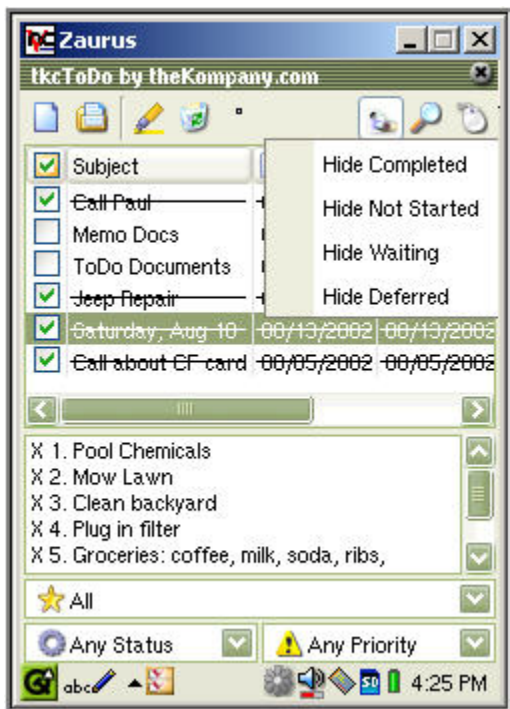 Zaurus
tkcToDo by theKompany.com
Subject
Hide Completed
Hide Not Started
Hide Waiting
Hide Deferred
Call Paul
Memo Docs
ToDo Documents
Jeep Repair
Saturday, Aug 10 08/13/2002 08/13/2002
Call about CF card 08/05/2002 08/05/2002
X 1. Pool Chemicals
X 2. Mow Lawn
X 3. Clean backyard
X 4. Plug in filter
X 5. Groceries: coffee, milk, soda, ribs,
All
Any Status Any Priority
abc SD 4:25 PM